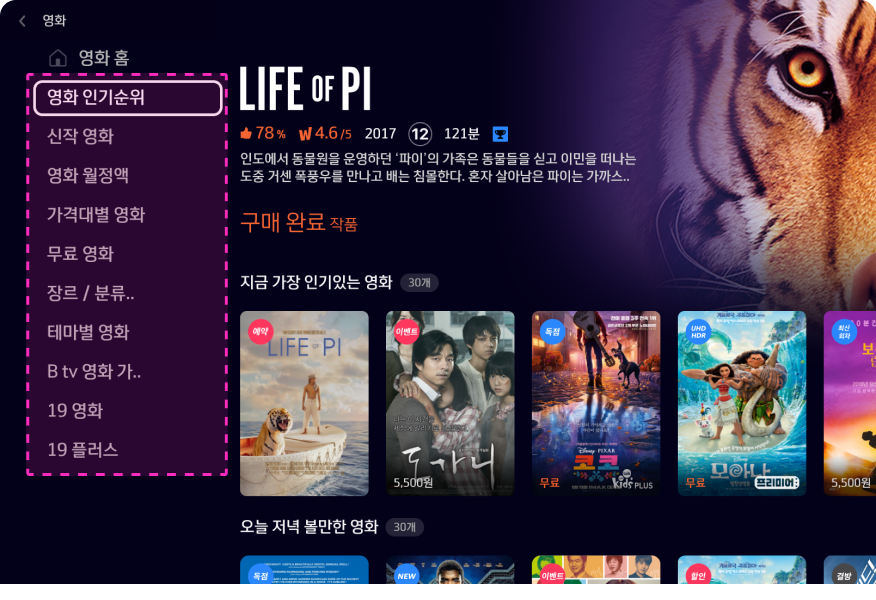 영화
영화 홈
영화 인기순위
신작 영화
영화 월정액
가격대별 영화
무료 영화
장르 / 분류..
테마별 영화
B tv 영화 가..
19 영화
19 플러스
LIFE OF PI
78% W 4.6/5 2017 12 121분
인도에서 동물원을 운영하던 ‘파이’의 가족은 동물들을 싣고 이민을 떠나는
도중 거센 폭풍우를 만나고 배는 침몰한다. 혼자 살아남은 파이는 가까스..
구매 완료 작품
지금 가장 인기있는 영화 30개
예약
LIFE OF PI
이벤트
도가니
5,500원
독점
Disney PIXAR
코코
무료
Kids PLUS
UHD
HDR
모아나
무료
프리미어
최신
회차
5,500원
오늘 저녁 볼만한 영화 30개
독점
NEW
이벤트
할인
결방